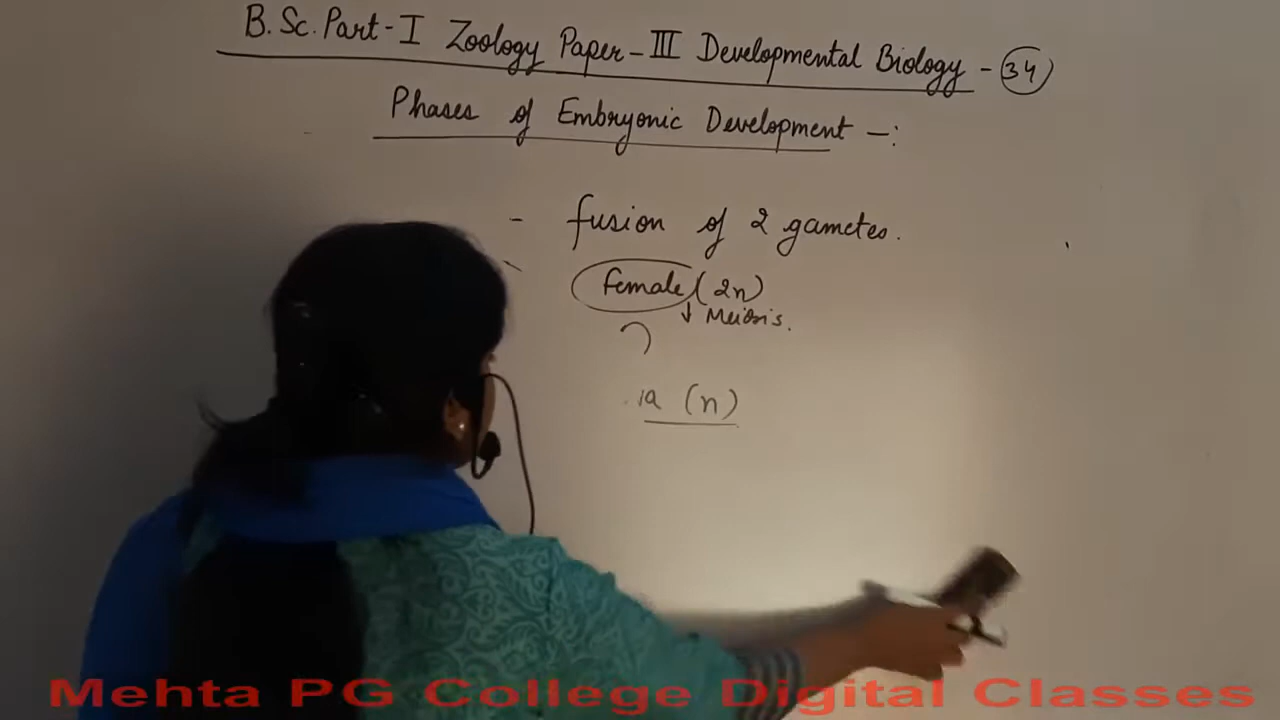 B.Sc. Part-I Zoology Paper-III Developmental Biology - 34
Phases of Embryonic Development -:
- fusion of 2 gametes.
female (2n)
↓ Meiosis.
(n)
Mehta PG College Digital Classes